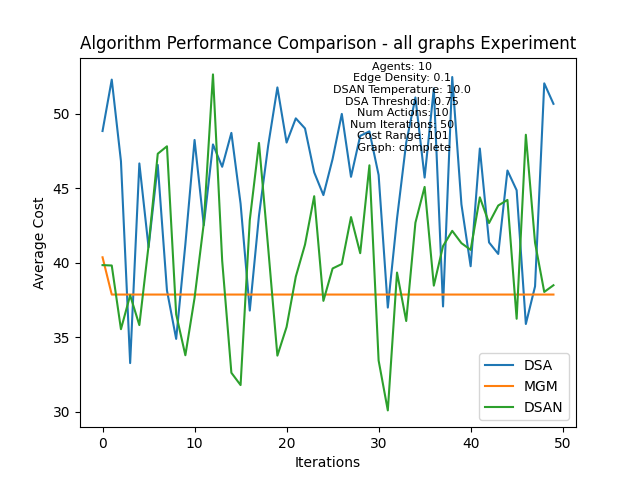 Algorithm Performance Comparison - all graphs Experiment
Agents: 10
Edge Density: 0.1
DSAN Temperature: 10.0
DSA Threshold: 0.75
Num Actions: 10
Num Iterations: 50
Cost Range: 101
Graph: complete
Average Cost
50
45
40
35
30
0
10
20
30
40
50
Iterations
DSA
MGM
DSAN